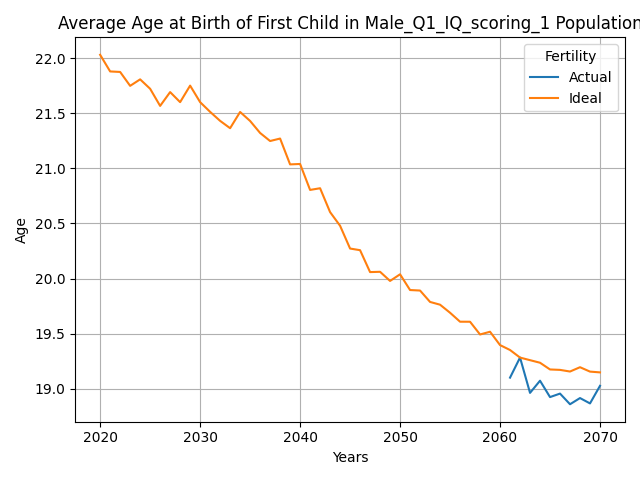 Average Age at Birth of First Child in Male_Q1_IQ_scoring_1 Population
Fertility
Actual
Ideal
22.0
21.5
21.0
20.5
20.0
19.5
19.0
Age
2020 2030 2040 2050 2060 2070
Years